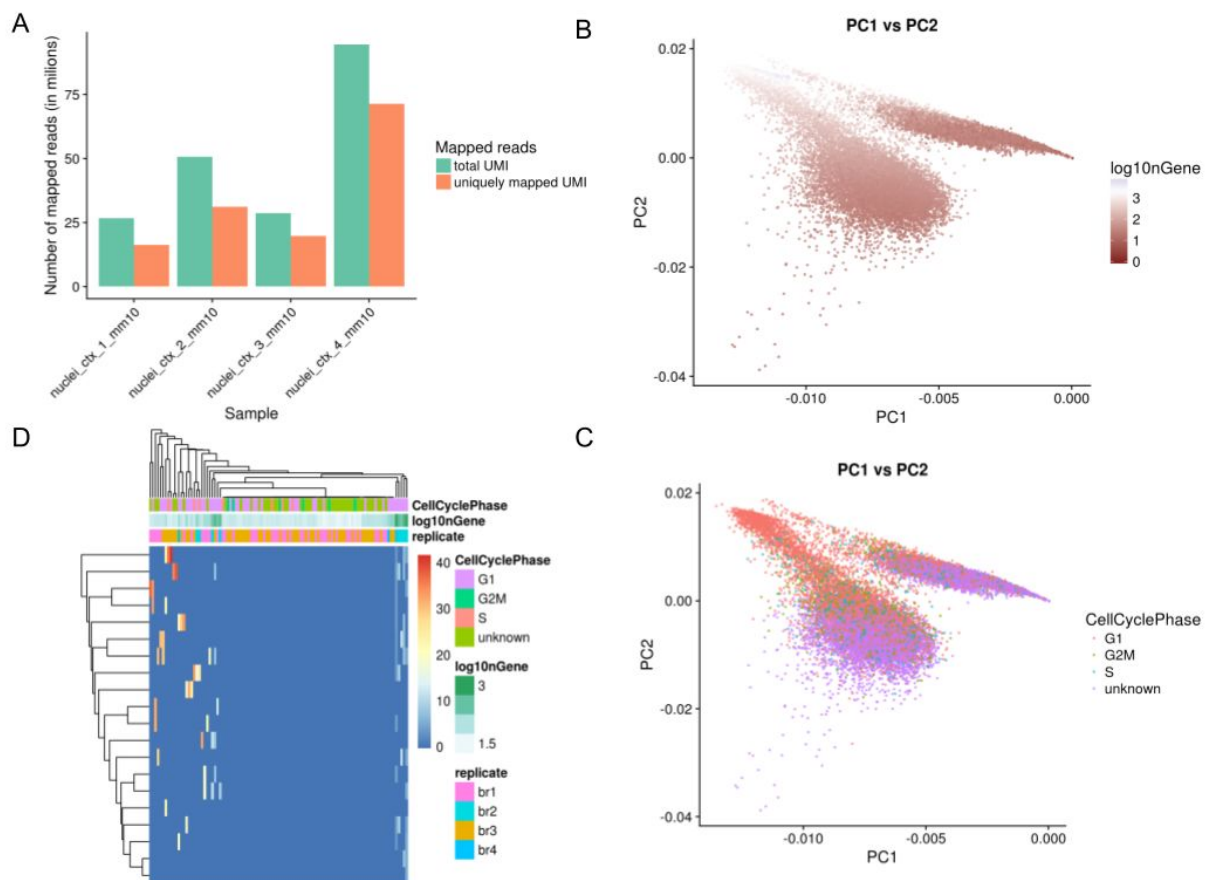 A
Number of mapped reads (in milions)
75
50
25
0
nuclei_ctx_1_mm10
nuclei_ctx_2_mm10
nuclei_ctx_3_mm10
nuclei_ctx_4_mm10
Sample
Mapped reads
total UMI
uniquely mapped UMI
B
PC1 vs PC2
0.02
0.00
-0.02
-0.04
PC2
-0.010
-0.005
0.000
PC1
log10nGene
3
2
1
0
D
CellCyclePhase
log10nGene
replicate
40
30
20
10
0
CellCyclePhase
G1
G2M
S
unknown
log10nGene
3
1.5
replicate
br1
br2
br3
br4
C
PC1 vs PC2
0.02
0.00
-0.02
-0.04
PC2
-0.010
-0.005
0.000
PC1
CellCyclePhase
G1
G2M
S
unknown